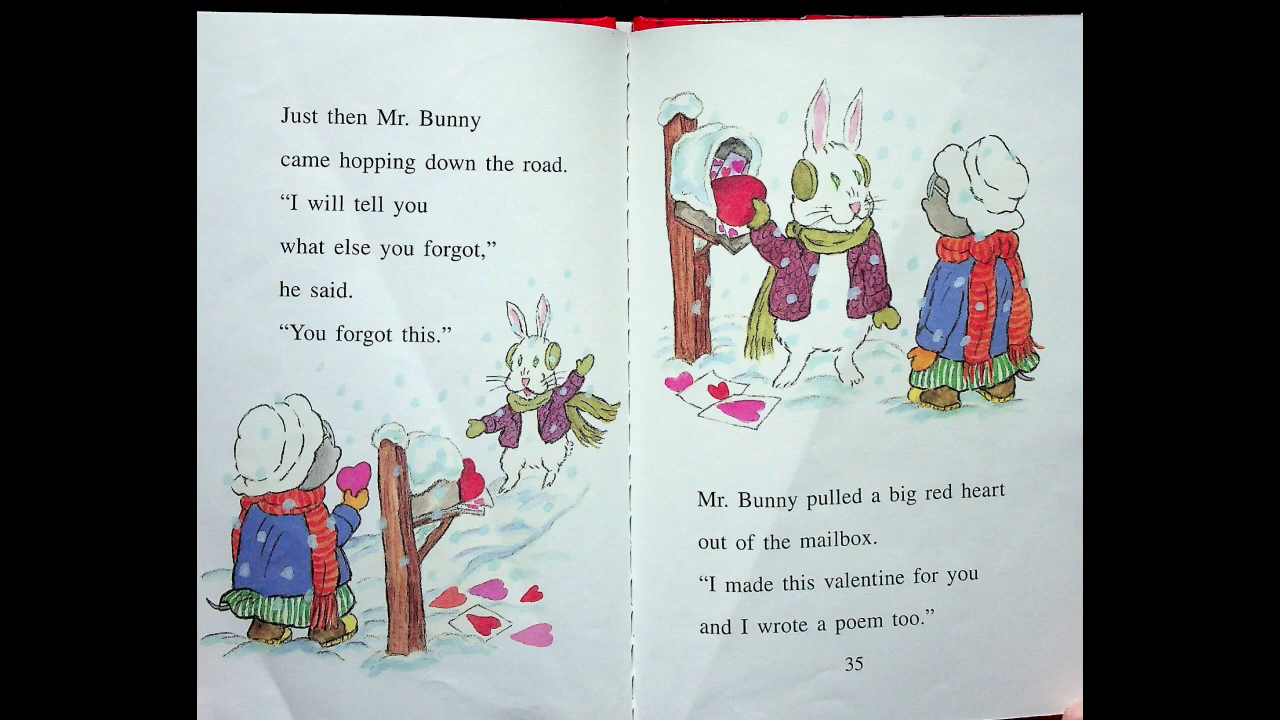 Just then Mr. Bunny
came hopping down the road.
“I will tell you
what else you forgot,”
he said.
“You forgot this.”
Mr. Bunny pulled a big red heart
out of the mailbox.
“I made this valentine for you
and I wrote a poem too.”
35